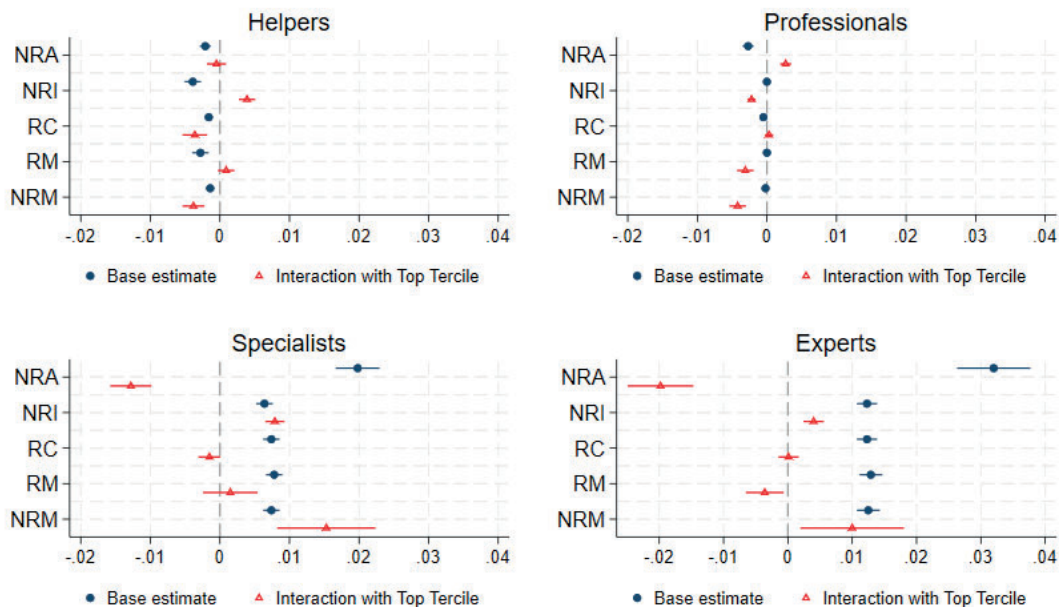 Helpers
NRA
NRI
RC
RM
NRM
-.02 -.01 0 .01 .02 .03 .04
Base estimate Interaction with Top Tercile
Professionals
NRA
NRI
RC
RM
NRM
-.02 -.01 0 .01 .02 .03 .04
Base estimate Interaction with Top Tercile
Specialists
NRA
NRI
RC
RM
NRM
-.02 -.01 0 .01 .02 .03 .04
Base estimate Interaction with Top Tercile
Experts
NRA
NRI
RC
RM
NRM
-.02 -.01 0 .01 .02 .03 .04
Base estimate Interaction with Top Tercile